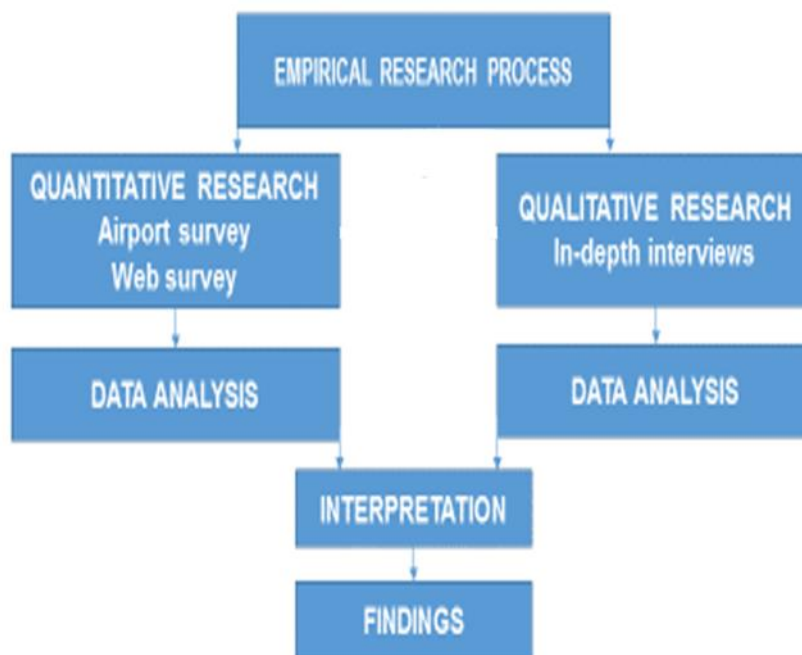 EMPIRICAL RESEARCH PROCESS
QUANTITATIVE RESEARCH
Airport survey
Web survey
QUALITATIVE RESEARCH
In-depth interviews
DATA ANALYSIS
DATA ANALYSIS
INTERPRETATION
FINDINGS